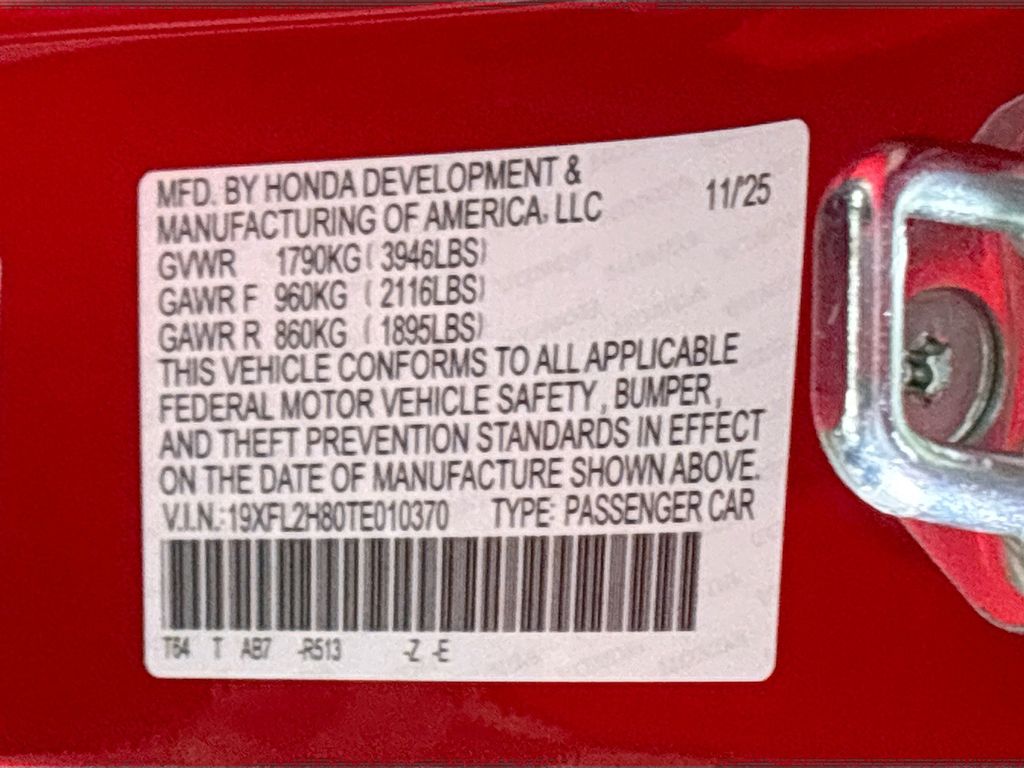 MFD. BY HONDA DEVELOPMENT &
MANUFACTURING OF AMERICA, LLC 11/'25
GVWR 1790KG ( 3946LBS)
GAWR F 960KG ( 2116LBS)
GAWR R 860KG ( 1895LBS)
THIS VEHICLE CONFORMS TO ALL APPLICABLE
FEDERAL MOTOR VEHICLE SAFETY, BUMPER,
AND THEFT PREVENTION STANDARDS IN EFFECT
ON THE DATE OF MANUFACTURE SHOWN ABOVE.
V.I.N.:19XFL2H80TE010370 TYPE: PASSENGER CAR
T64 T AB7 -R513 -Z -E